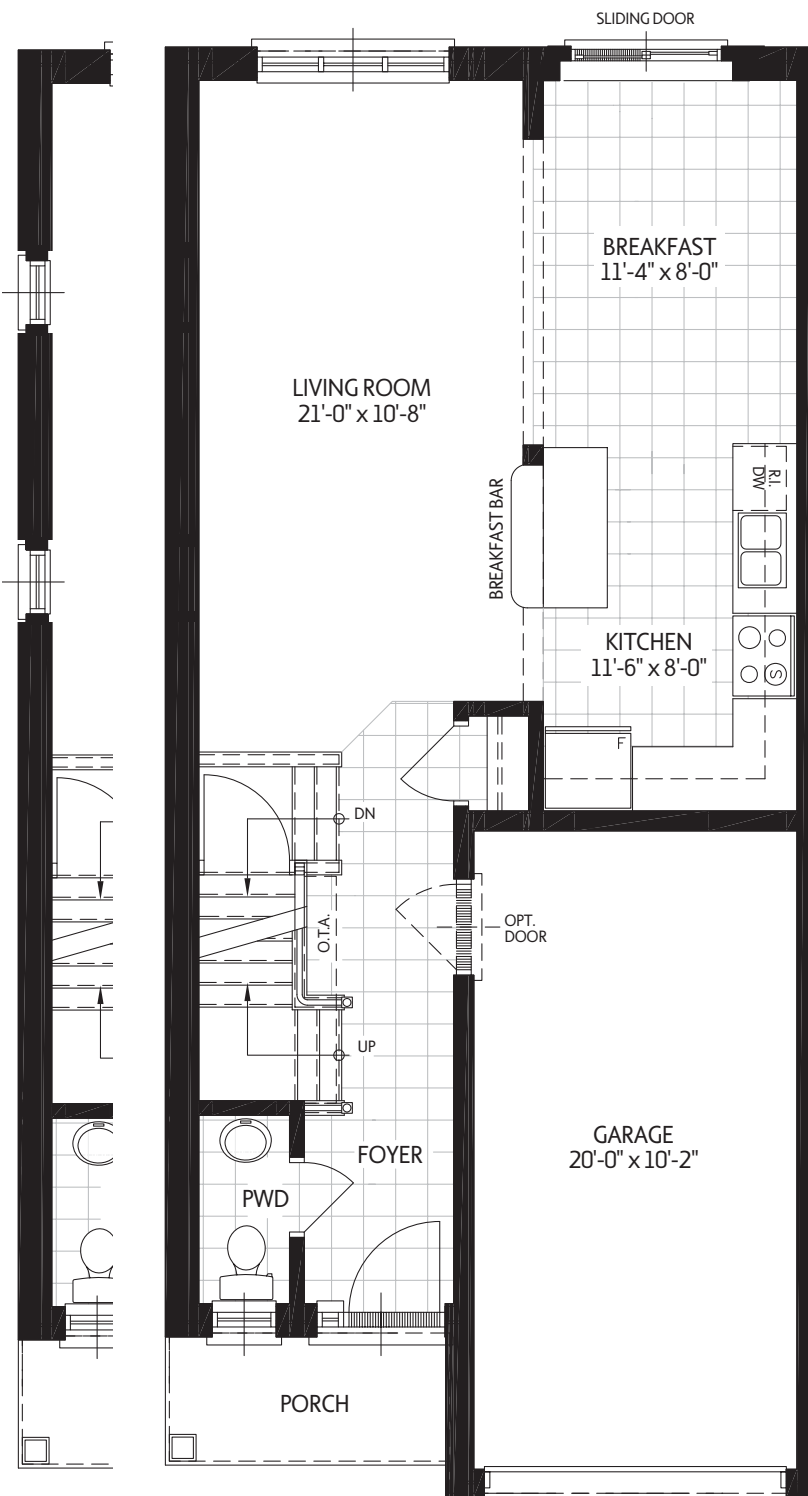 SLIDING DOOR
BREAKFAST
11'-4" x 8'-0"
LIVING ROOM
21'-0" x 10'-8"
R.I.
DW
BREAKFAST BAR
KITCHEN
11'-6" x 8'-0"
S
F
DN
O.T.A.
OPT.
DOOR
UP
GARAGE
20'-0" x 10'-2"
FOYER
PWD
PORCH